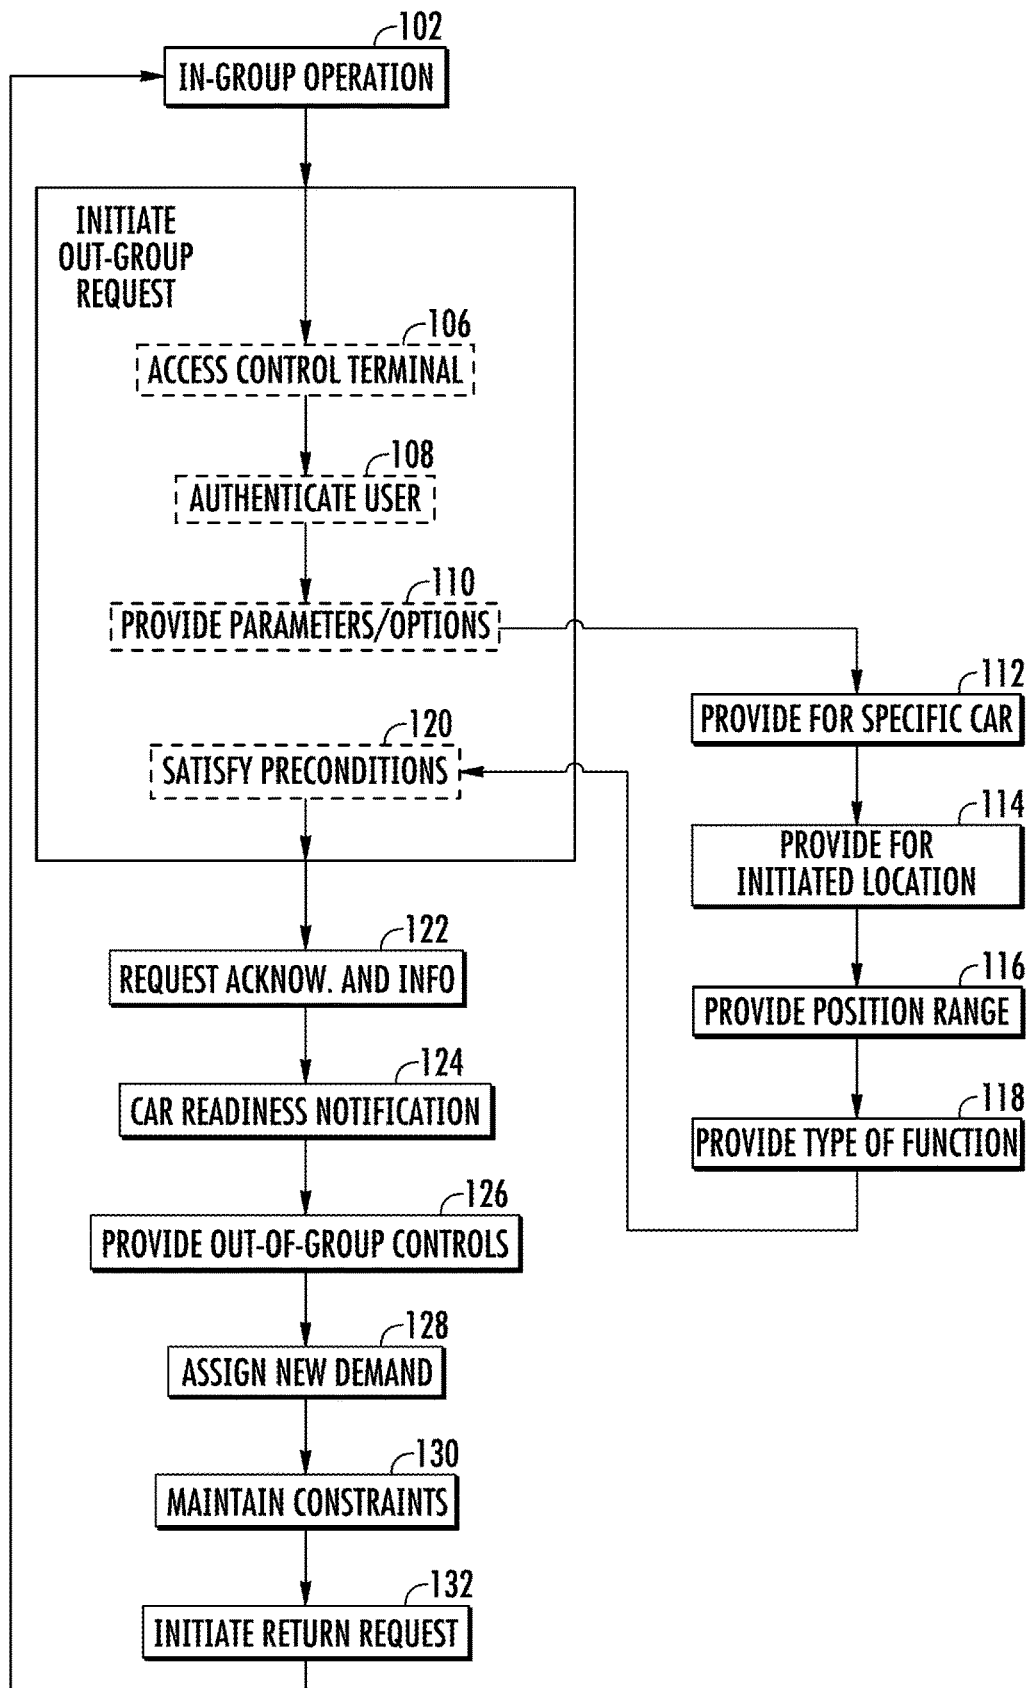 102
IN-GROUP OPERATION
INITIATE
OUT-GROUP
REQUEST
106
ACCESS CONTROL TERMINAL
108
AUTHENTICATE USER
110
PROVIDE PARAMETERS/OPTIONS
112
PROVIDE FOR SPECIFIC CAR
114
PROVIDE FOR
INITIATED LOCATION
116
PROVIDE POSITION RANGE
118
PROVIDE TYPE OF FUNCTION
120
SATISFY PRECONDITIONS
122
REQUEST ACKNOW. AND INFO
124
CAR READINESS NOTIFICATION
126
PROVIDE OUT-OF-GROUP CONTROLS
128
ASSIGN NEW DEMAND
130
MAINTAIN CONSTRAINTS
132
INITIATE RETURN REQUEST